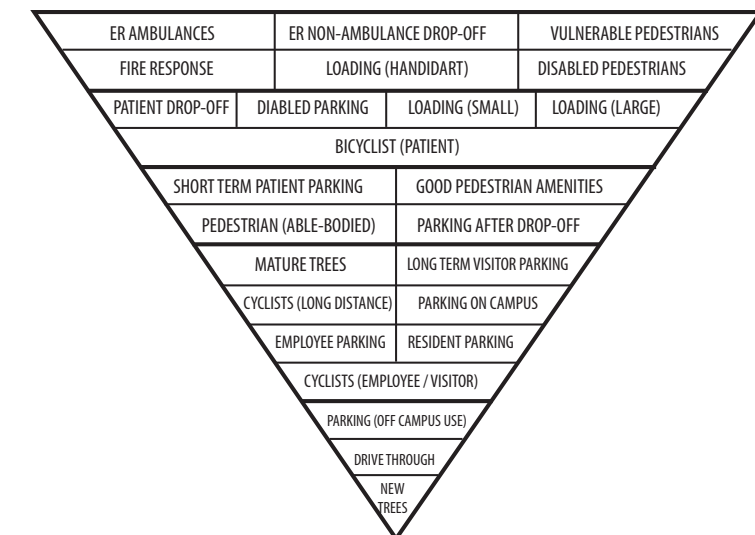 ER AMBULANCES ER NON-AMBULANCE DROP-OFF VULNERABLE PEDESTRIANS
FIRE RESPONSE LOADING (HANDIDART) DISABLED PEDESTRIANS
PATIENT DROP-OFF DIABLED PARKING LOADING (SMALL) LOADING (LARGE)
BICYCLIST (PATIENT)
SHORT TERM PATIENT PARKING GOOD PEDESTRIAN AMENITIES
PEDESTRIAN (ABLE-BODIED) PARKING AFTER DROP-OFF
MATURE TREES LONG TERM VISITOR PARKING
CYCLISTS (LONG DISTANCE) PARKING ON CAMPUS
EMPLOYEE PARKING RESIDENT PARKING
CYCLISTS (EMPLOYEE / VISITOR)
PARKING (OFF CAMPUS USE)
DRIVE THROUGH
NEW
TREES